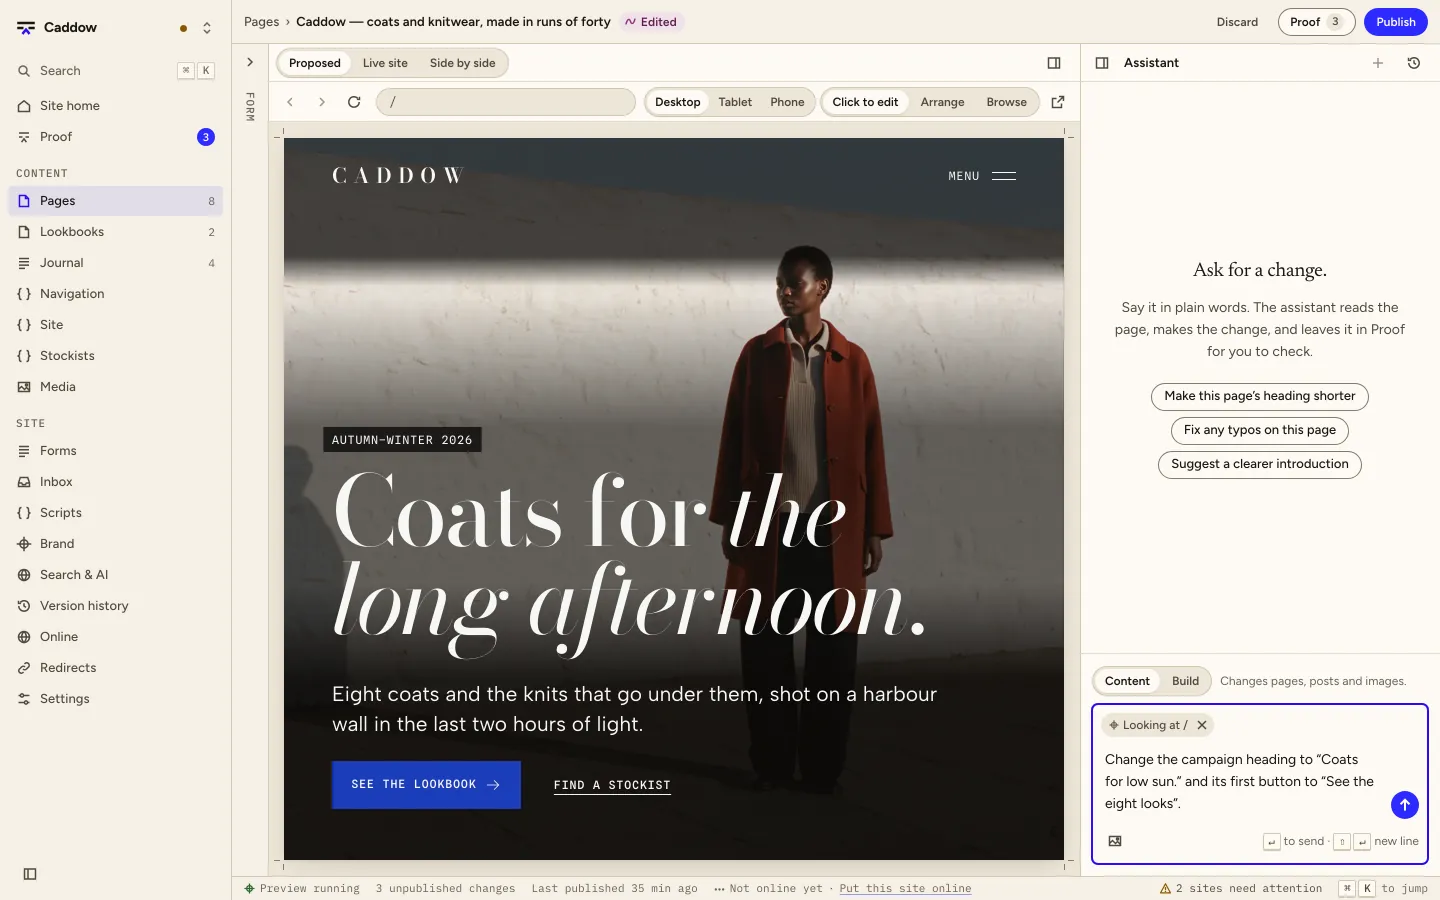 Caddow
Search ⌘ K
Site home
Proof 3
CONTENT
Pages 8
Lookbooks 2
Journal 4
Navigation
Site
Stockists
Media
SITE
Forms
Inbox
Scripts
Brand
Search & AI
Version history
Online
Redirects
Settings
Pages › Caddow — coats and knitwear, made in runs of forty Edited
Discard Proof 3 Publish
FORM
Proposed Live site Side by side
/
Desktop Tablet Phone Click to edit Arrange Browse
CADDOW
MENU
AUTUMN–WINTER 2026
Coats for the
long afternoon.
Eight coats and the knits that go under them, shot on a harbour
wall in the last two hours of light.
SEE THE LOOKBOOK →
FIND A STOCKIST
Assistant
Ask for a change.
Say it in plain words. The assistant reads the
page, makes the change, and leaves it in Proof
for you to check.
Make this page’s heading shorter
Fix any typos on this page
Suggest a clearer introduction
Content Build Changes pages, posts and images.
Looking at /
Change the campaign heading to “Coats
for low sun.” and its first button to “See the
eight looks”.
↵ to send · ⇧ ↵ new line
Preview running 3 unpublished changes Last published 35 min ago Not online yet · Put this site online
2 sites need attention ⌘ K to jump